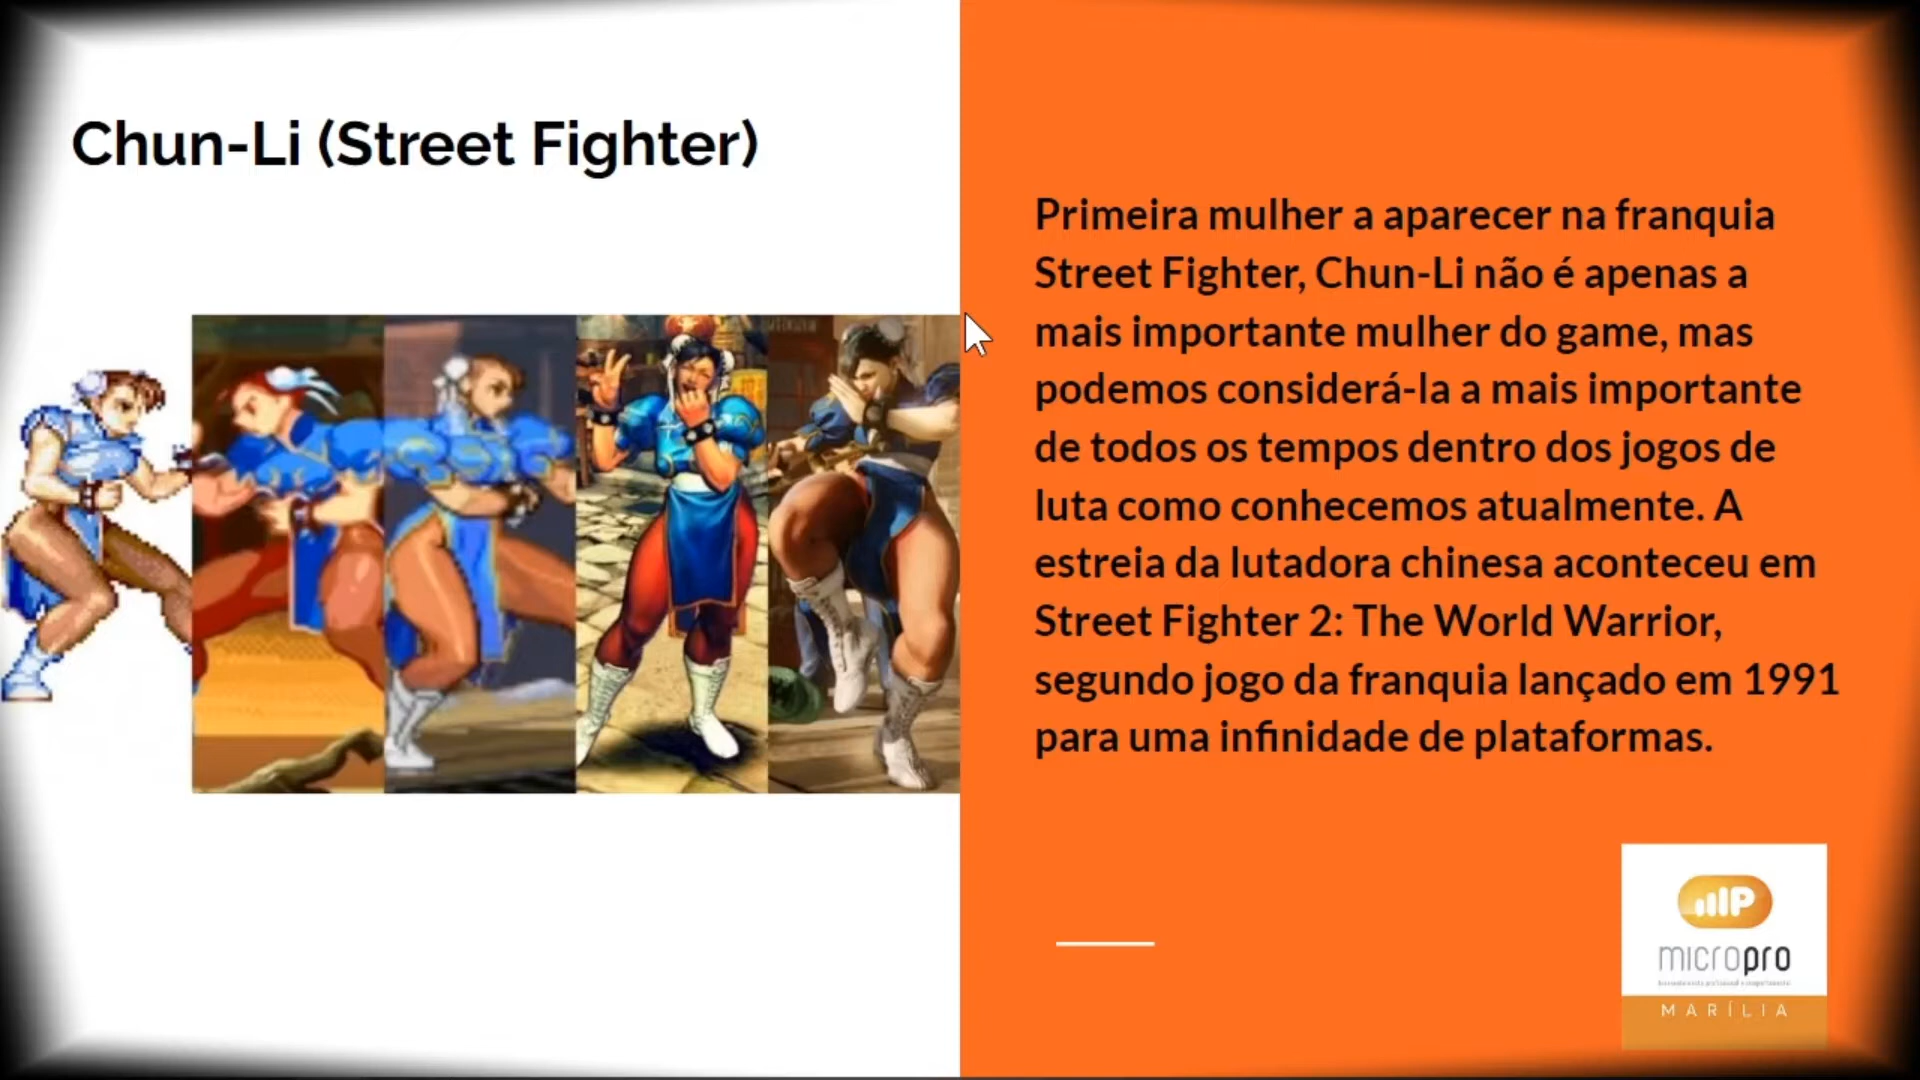 Chun-Li (Street Fighter)
Primeira mulher a aparecer na franquia
Street Fighter, Chun-Li não é apenas a
mais importante mulher do game, mas
podemos considerá-la a mais importante
de todos os tempos dentro dos jogos de
luta como conhecemos atualmente. A
estreia da lutadora chinesa aconteceu em
Street Fighter 2: The World Warrior,
segundo jogo da franquia lançado em 1991
para uma infinidade de plataformas.
micropro
MARÍLIA